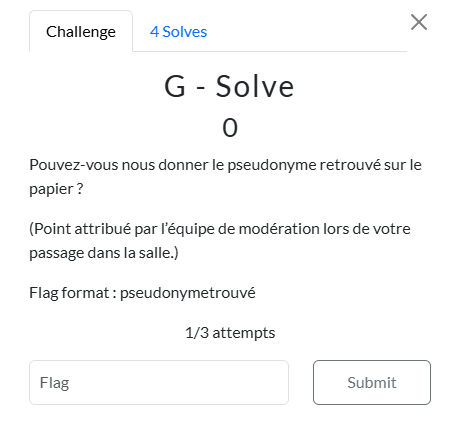 Challenge
4 Solves
G - Solve
0
Pouvez-vous nous donner le pseudonyme retrouvé sur le
papier ?
(Point attribué par l’équipe de modération lors de votre
passage dans la salle.)
Flag format : pseudonymetrouvé
1/3 attempts
Flag
Submit